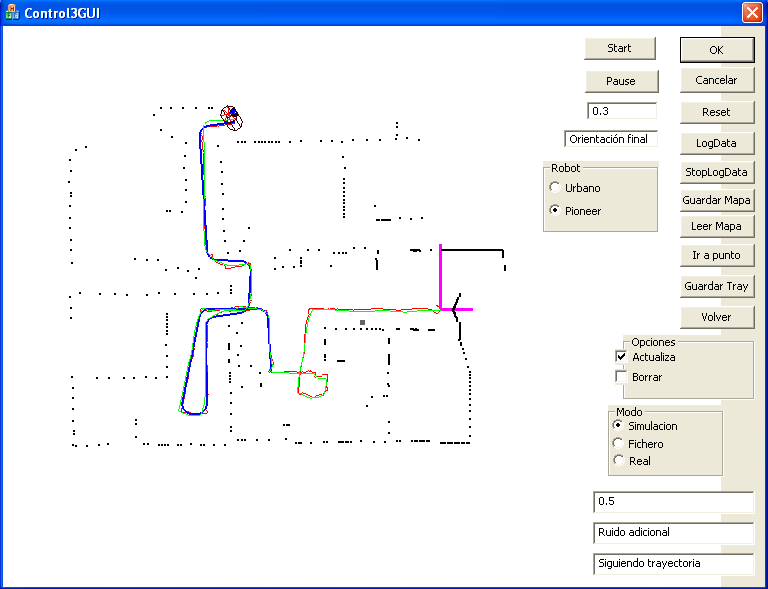 Control3GUI
Start
OK
Pause
Cancelar
0.3
Reset
Orientación final
LogData
Robot
StopLogData
Urbano
Guardar Mapa
Pioneer
Leer Mapa
Ir a punto
Guardar Tray
Volver
Opciones
Actualiza
Borrar
Modo
Simulacion
Fichero
Real
0.5
Ruido adicional
Siguiendo trayectoria